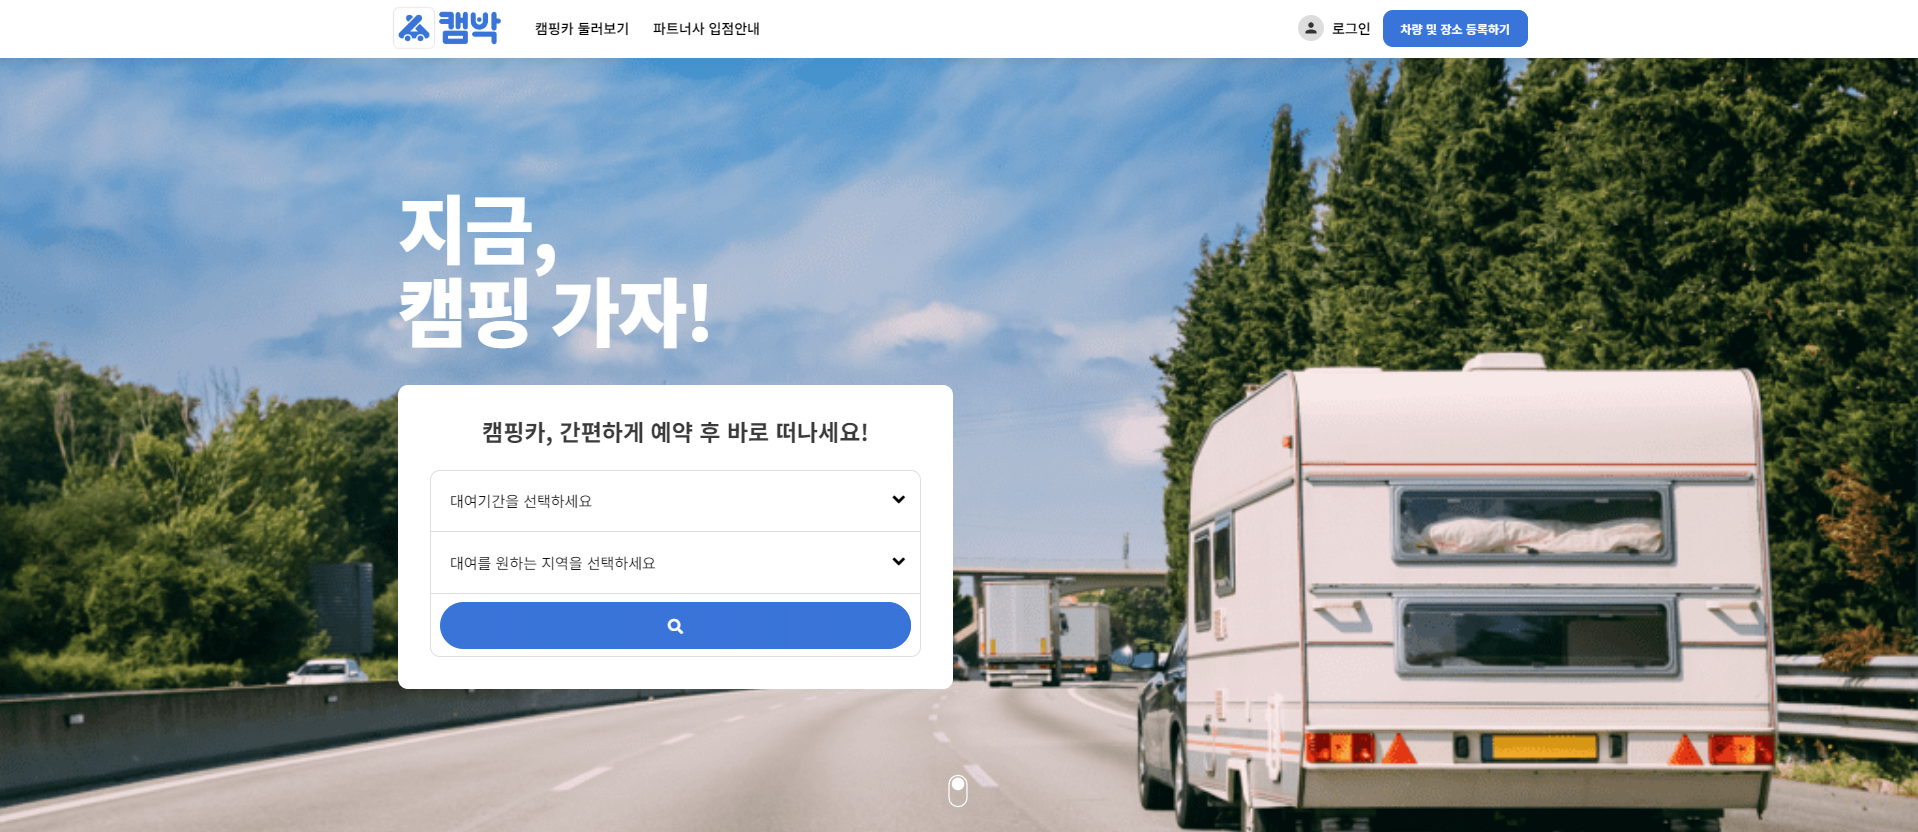 캠박
캠핑카 둘러보기
파트너사 입점안내
로그인
차량 및 장소 등록하기
지금,
캠핑 가자!
캠핑카, 간편하게 예약 후 바로 떠나세요!
대여기간을 선택하세요
대여를 원하는 지역을 선택하세요